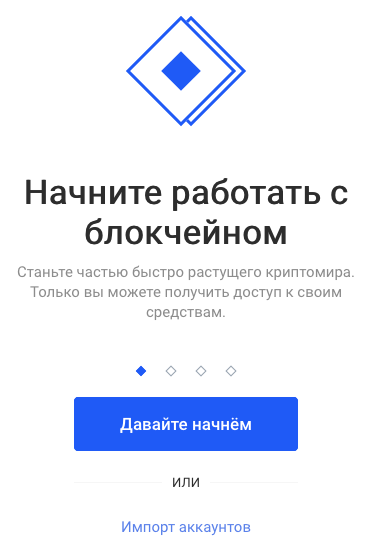 Начните работать с
блокчейном
Станьте частью быстро растущего криптомира.
Только вы можете получить доступ к своим
средствам.
Давайте начнём
ИЛИ
Импорт аккаунтов